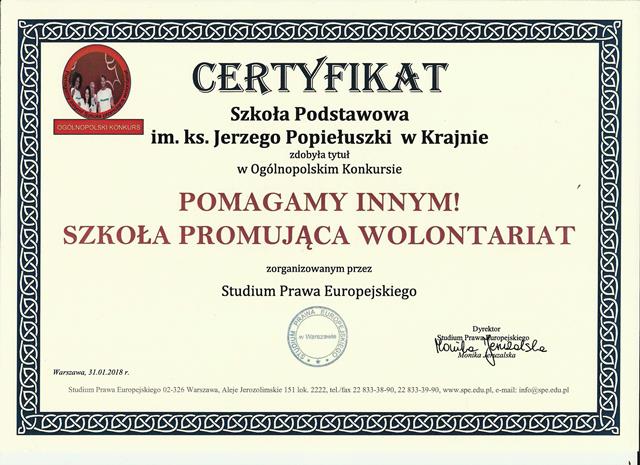 CERTYFIKAT
Szkoła Podstawowa
im. ks. Jerzego Popiełuszki w Krajnie
zdobyła tytuł
w Ogólnopolskim Konkursie
OGÓLNOPOLSKI KONKURS
POMAGAMY INNYM!
SZKOŁA PROMUJĄCA WOLONTARIAT
zorganizowanym przez
Studium Prawa Europejskiego
STUDIUM PRAWA EUROPEJSKIEGO
w Warszawie
Dyrektor
Studium Prawa Europejskiego
Monika Jeruzalska
Monika Jeruzalska
Warszawa, 31.01.2018 r.
Studium Prawa Europejskiego 02-326 Warszawa, Aleje Jerozolimskie 151 lok. 2222, tel./fax 22 833-38-90, 22 833-39-90, www.spe.edu.pl, e-mail: info@spe.edu.pl